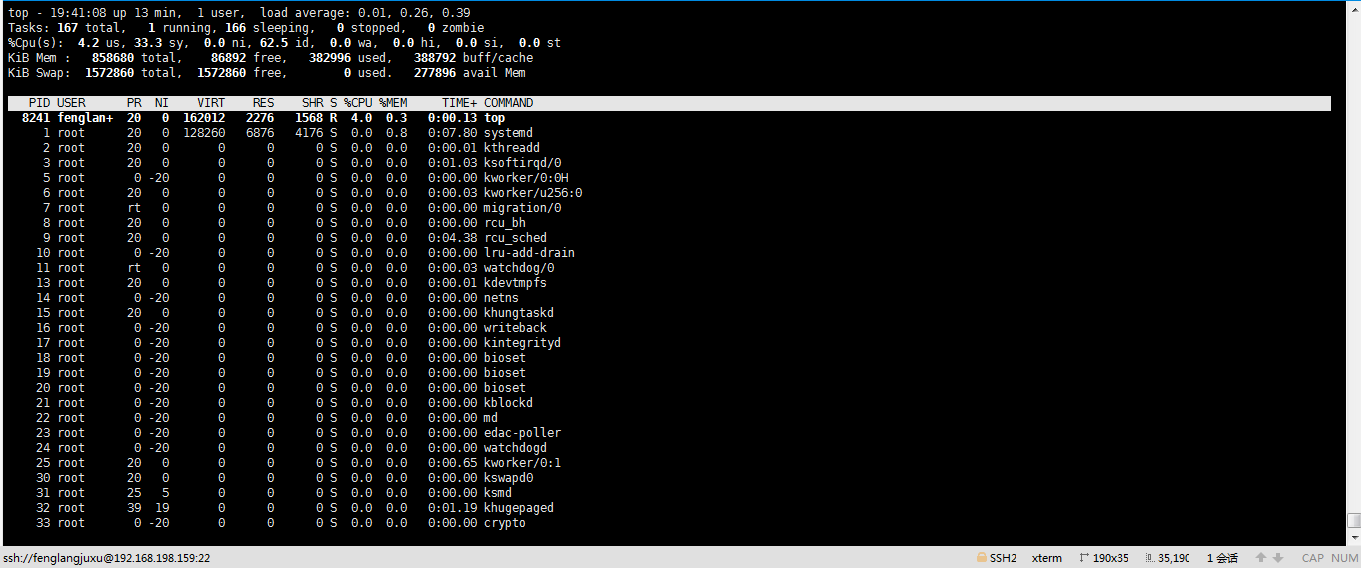 top - 19:41:08 up 13 min,  1 user,  load average: 0.01, 0.26, 0.39
Tasks: 167 total,   1 running, 166 sleeping,   0 stopped,   0 zombie
%Cpu(s):  4.2 us, 33.3 sy,  0.0 ni, 62.5 id,  0.0 wa,  0.0 hi,  0.0 si,  0.0 st
KiB Mem :   858680 total,    86892 free,   382996 used,   388792 buff/cache
KiB Swap:  1572860 total,  1572860 free,        0 used.   277896 avail Mem
PID USER      PR  NI    VIRT    RES    SHR S %CPU %MEM     TIME+ COMMAND
8241 fenglan+  20   0  162012   2276   1568 R  4.0  0.3   0:00.13 top
1 root      20   0  128260   6876   4176 S  0.0  0.8   0:07.80 systemd
2 root      20   0       0      0      0 S  0.0  0.0   0:00.01 kthreadd
3 root      20   0       0      0      0 S  0.0  0.0   0:01.03 ksoftirqd/0
5 root       0 -20       0      0      0 S  0.0  0.0   0:00.00 kworker/0:0H
6 root      20   0       0      0      0 S  0.0  0.0   0:00.03 kworker/u256:0
7 root      rt   0       0      0      0 S  0.0  0.0   0:00.00 migration/0
8 root      20   0       0      0      0 S  0.0  0.0   0:00.00 rcu_bh
9 root      20   0       0      0      0 S  0.0  0.0   0:04.38 rcu_sched
10 root       0 -20       0      0      0 S  0.0  0.0   0:00.00 lru-add-drain
11 root      rt   0       0      0      0 S  0.0  0.0   0:00.03 watchdog/0
13 root      20   0       0      0      0 S  0.0  0.0   0:00.01 kdevtmpfs
14 root       0 -20       0      0      0 S  0.0  0.0   0:00.00 netns
15 root      20   0       0      0      0 S  0.0  0.0   0:00.00 khungtaskd
16 root       0 -20       0      0      0 S  0.0  0.0   0:00.00 writeback
17 root       0 -20       0      0      0 S  0.0  0.0   0:00.00 kintegrityd
18 root       0 -20       0      0      0 S  0.0  0.0   0:00.00 bioset
19 root       0 -20       0      0      0 S  0.0  0.0   0:00.00 bioset
20 root       0 -20       0      0      0 S  0.0  0.0   0:00.00 bioset
21 root       0 -20       0      0      0 S  0.0  0.0   0:00.00 kblockd
22 root       0 -20       0      0      0 S  0.0  0.0   0:00.00 md
23 root       0 -20       0      0      0 S  0.0  0.0   0:00.00 edac-poller
24 root       0 -20       0      0      0 S  0.0  0.0   0:00.00 watchdogd
25 root      20   0       0      0      0 S  0.0  0.0   0:00.65 kworker/0:1
30 root      20   0       0      0      0 S  0.0  0.0   0:00.00 kswapd0
31 root      25   5       0      0      0 S  0.0  0.0   0:00.00 ksmd
32 root      39  19       0      0      0 S  0.0  0.0   0:01.19 khugepaged
33 root       0 -20       0      0      0 S  0.0  0.0   0:00.00 crypto
ssh://fenglangjuxu@192.168.198.159:22 SSH2 xterm 190x35 35,190 1 会话 CAP NUM